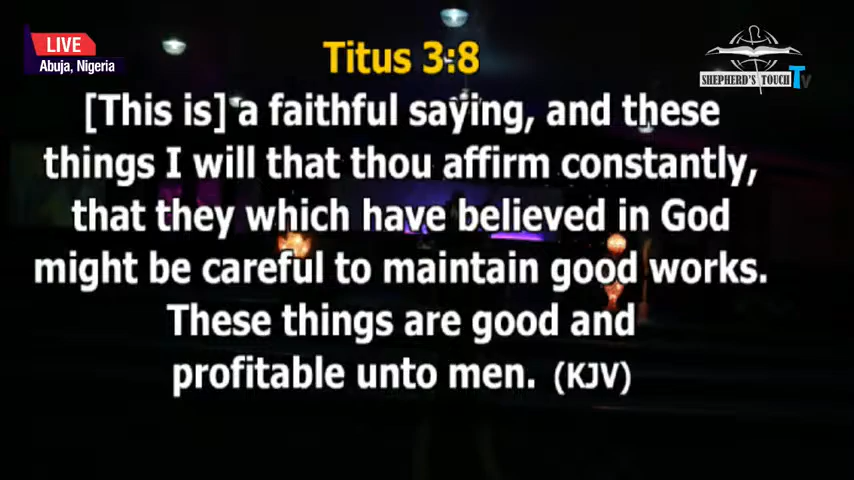 LIVE
Abuja, Nigeria
SHEPHERD'S TOUCH TV
Titus 3:8
[This is] a faithful saying, and these
things I will that thou affirm constantly,
that they which have believed in God
might be careful to maintain good works.
These things are good and
profitable unto men. (KJV)